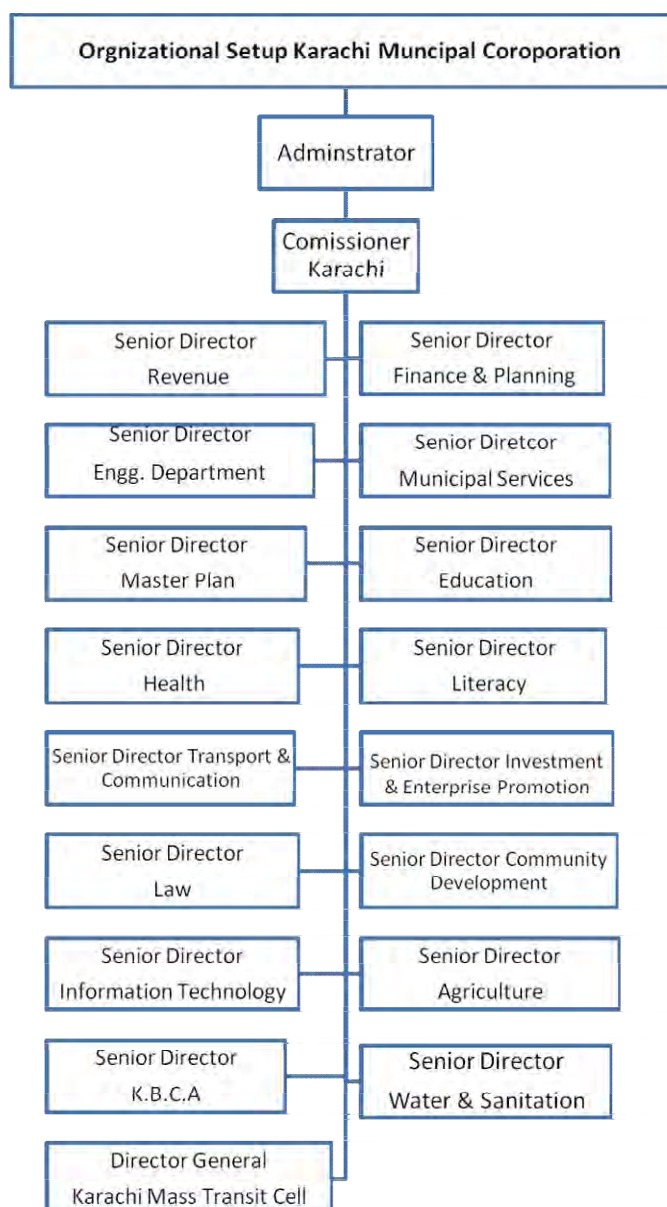 Orgnizational Setup Karachi Muncipal Coroporation
Adminstrator
Comissioner
Karachi
Senior Director
Revenue
Senior Director
Finance & Planning
Senior Director
Engg. Department
Senior Diretcor
Municipal Services
Senior Director
Master Plan
Senior Director
Education
Senior Director
Health
Senior Director
Literacy
Senior Director Transport &
Communication
Senior Director Investment
& Enterprise Promotion
Senior Director
Law
Senior Director Community
Development
Senior Director
Information Technology
Senior Director
Agriculture
Senior Director
K.B.C.A
Senior Director
Water & Sanitation
Director General
Karachi Mass Transit Cell